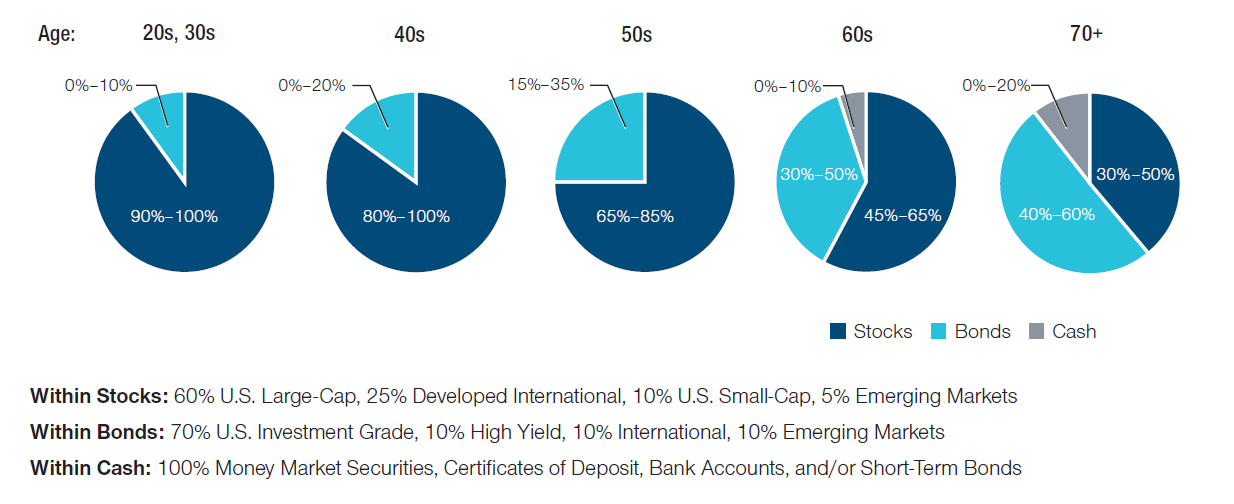 Age: 20s, 30s 40s 50s 60s 70+
0%–10% 0%–20% 15%–35% 0%–10% 0%–20%
30%–50% 30%–50%
90%–100% 80%–100% 65%–85% 45%–65% 40%–60%
Stocks Bonds Cash
Within Stocks: 60% U.S. Large-Cap, 25% Developed International, 10% U.S. Small-Cap, 5% Emerging Markets
Within Bonds: 70% U.S. Investment Grade, 10% High Yield, 10% International, 10% Emerging Markets
Within Cash: 100% Money Market Securities, Certificates of Deposit, Bank Accounts, and/or Short-Term Bonds